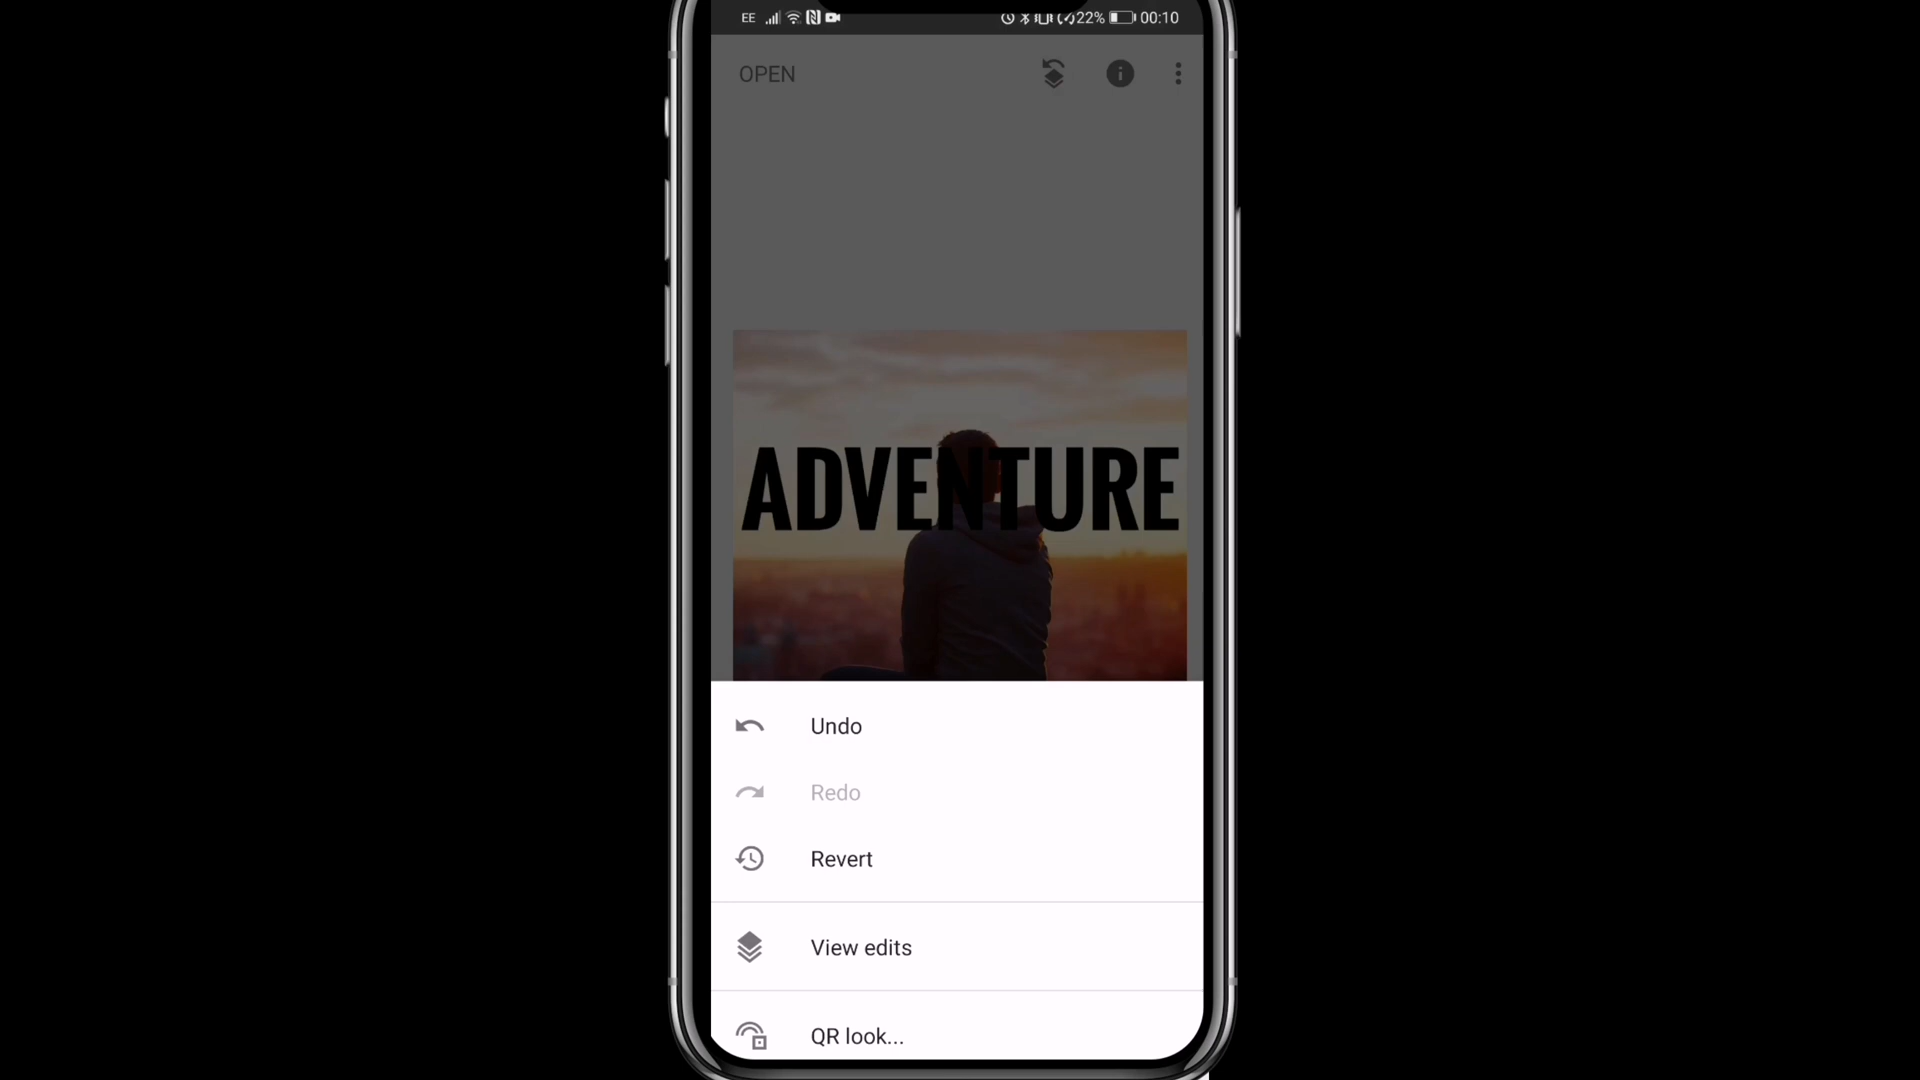 EE 22% 00:10
OPEN
ADVENTURE
Undo
Redo
Revert
View edits
QR look...